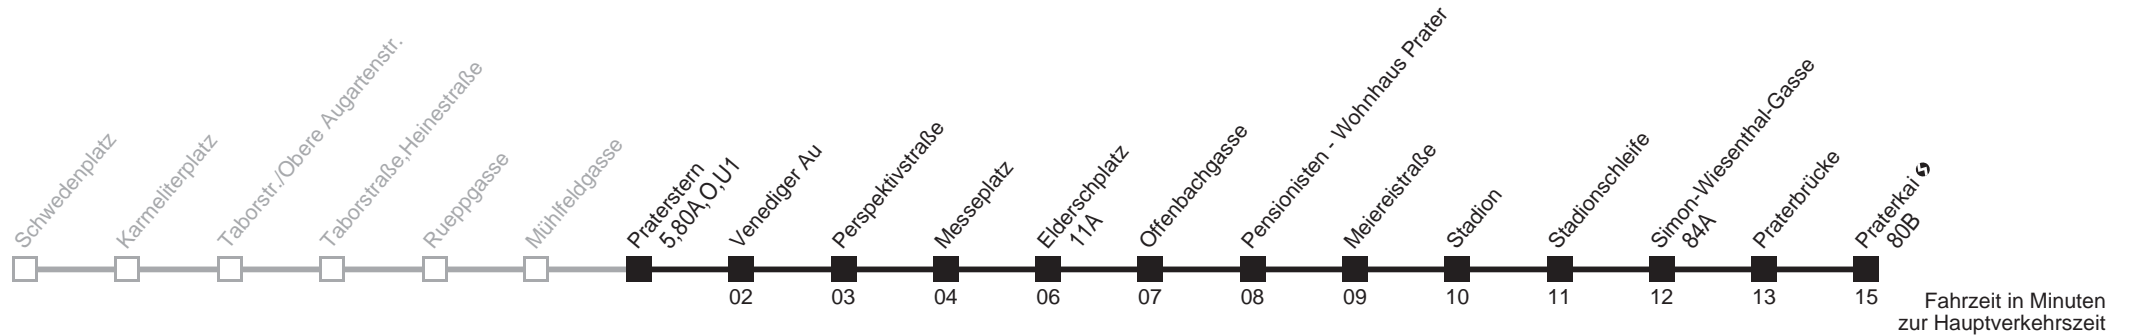 Schwedenplatz
Karmeliterplatz
Taborstr./Obere Augartenstr.
Taborstraße,Heinestraße
Rueppgasse
Mühlfeldgasse
Praterstern
5,80A,O,U1
Venediger Au
Perspektivstraße
Messeplatz
Elderschplatz
11A
Offenbachgasse
Pensionisten - Wohnhaus Prater
Meiereistraße
Stadion
Stadionschleife
Simon-Wiesenthal-Gasse
84A
Praterbrücke
Praterkai
80B
02 03 04 06 07 08 09 10 11 12 13 15
Fahrzeit in Minuten
zur Hauptverkehrszeit